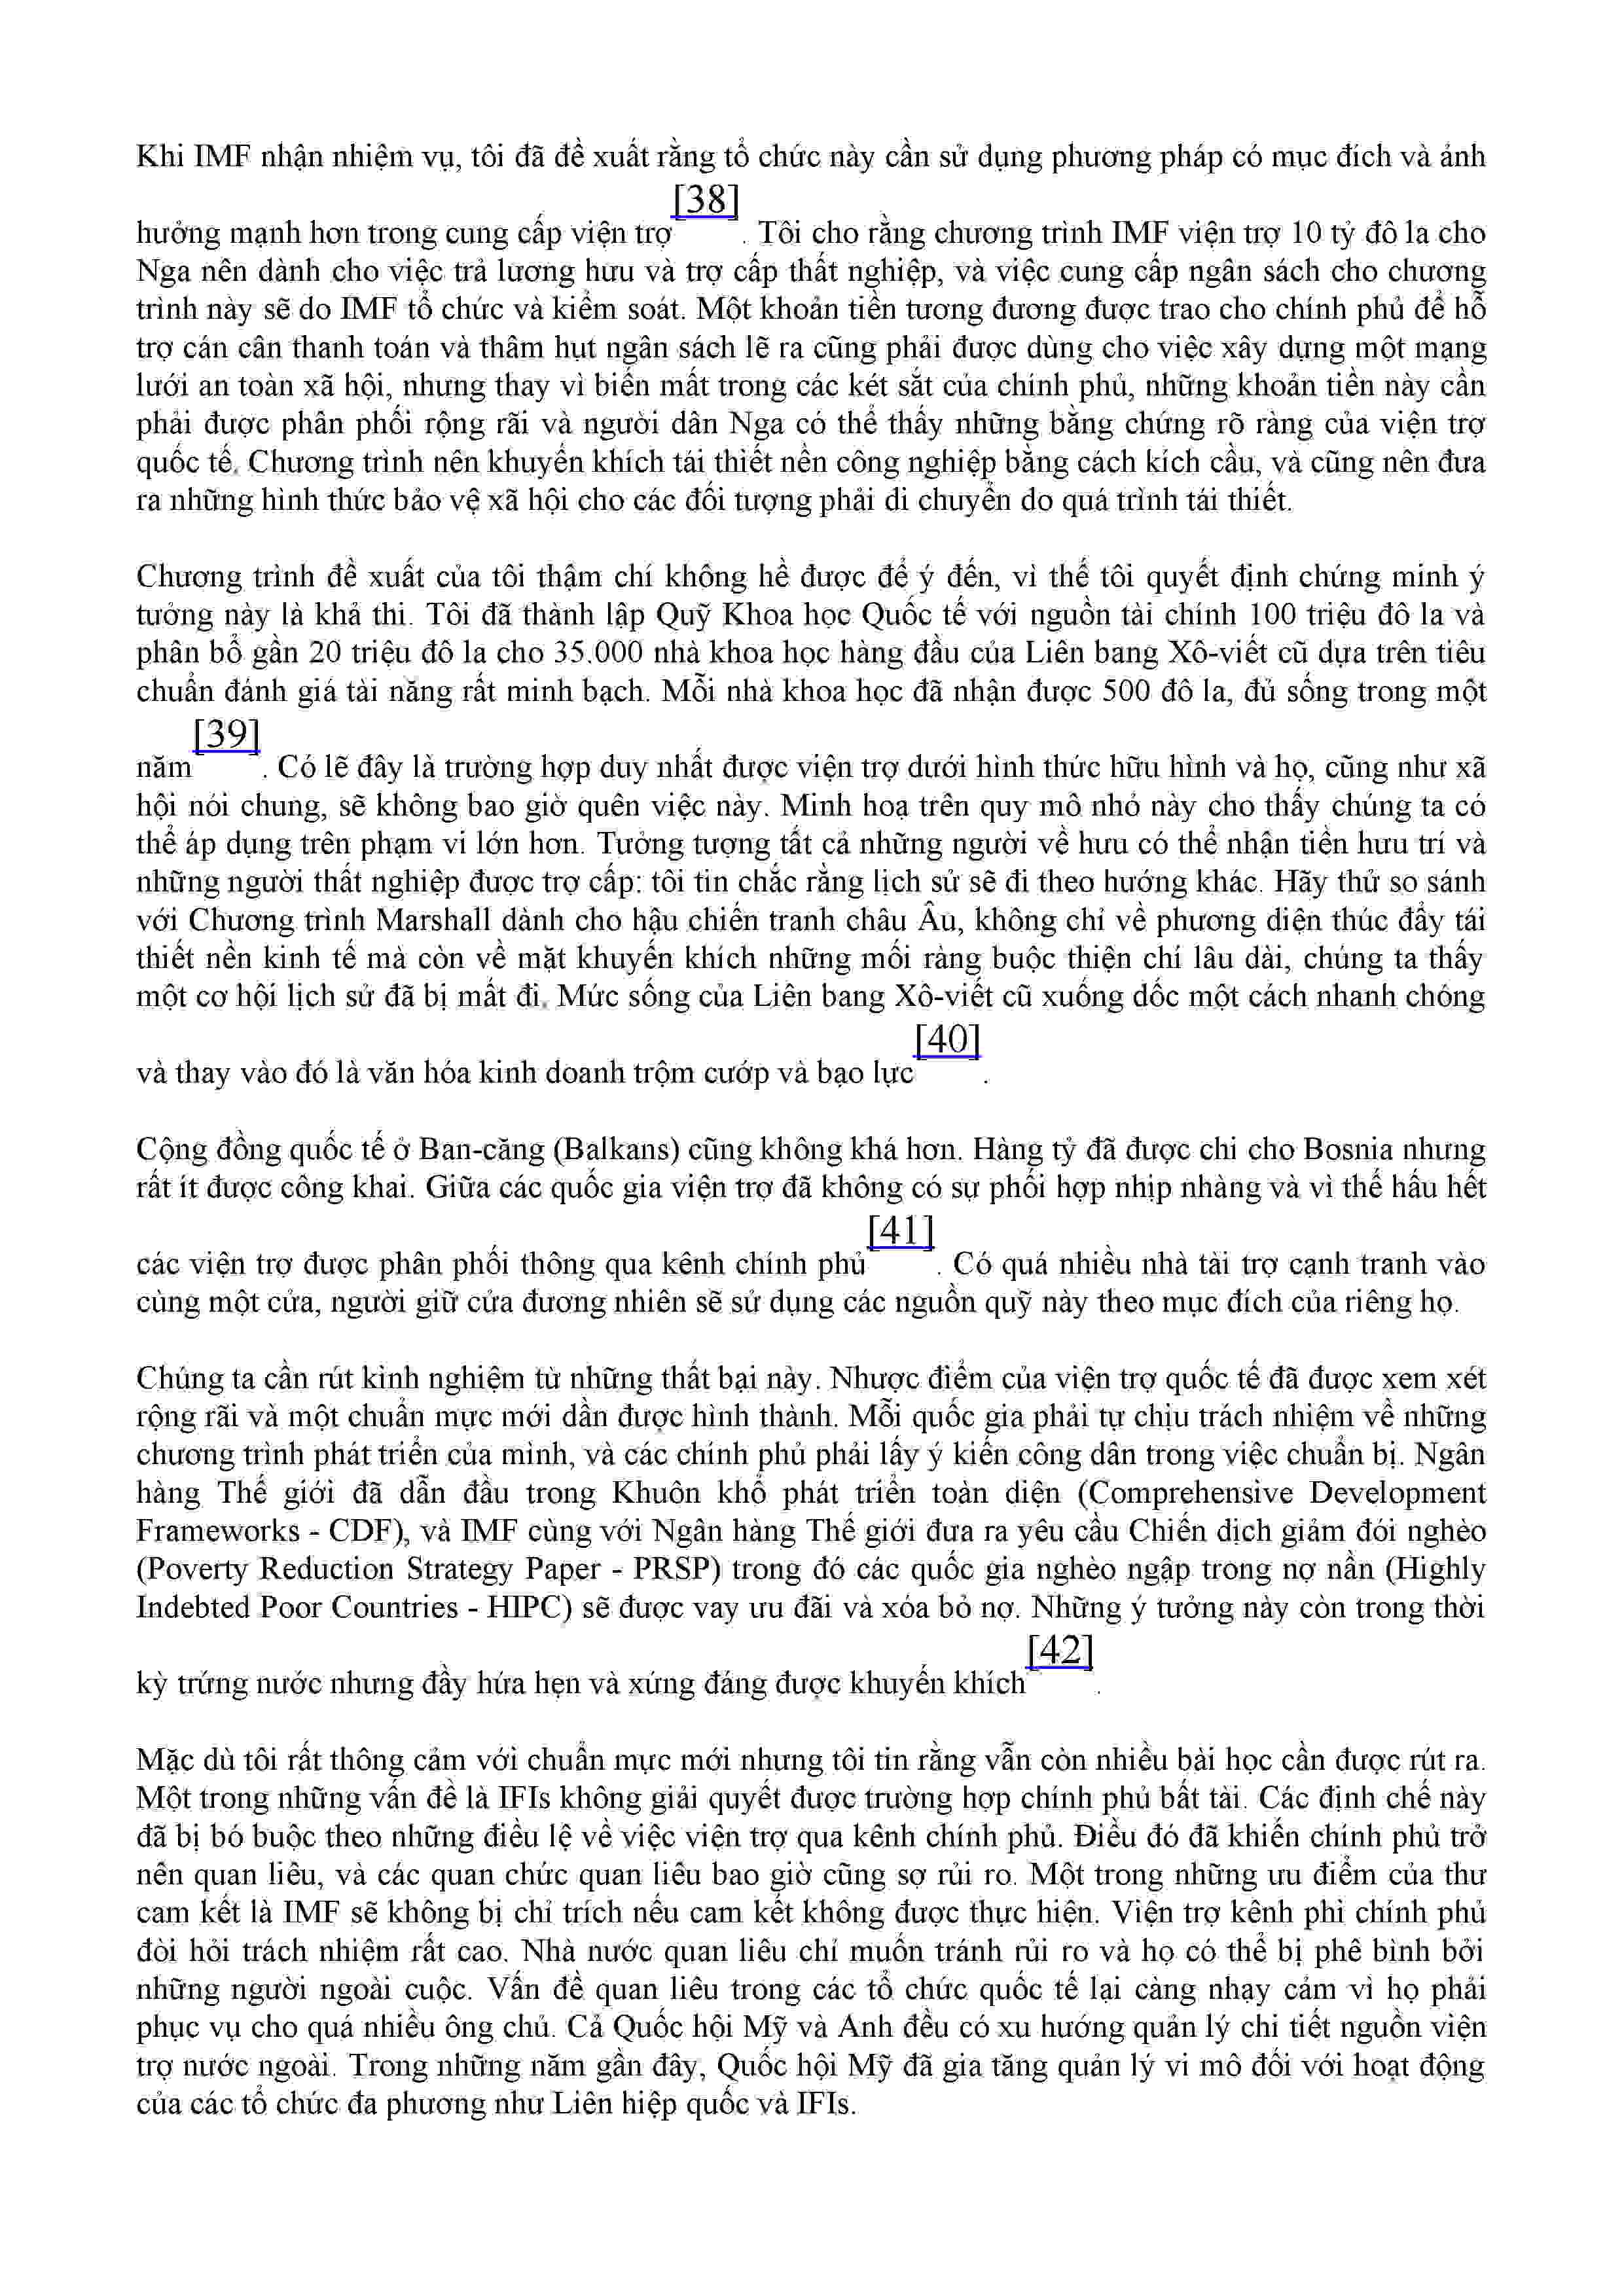 Khi IMF nhận nhiệm vụ, tôi đã đề xuất rằng tổ chức này cần sử dụng phương pháp có mục đích và ảnh
hưởng mạnh hơn trong cung cấp viện trợ[38]. Tôi cho rằng chương trình IMF viện trợ 10 tỷ đô la cho
Nga nên dành cho việc trả lương hưu và trợ cấp thất nghiệp, và việc cung cấp ngân sách cho chương
trình này sẽ do IMF tổ chức và kiểm soát. Một khoản tiền tương đương được trao cho chính phủ để hỗ
trợ cán cân thanh toán và thâm hụt ngân sách lẽ ra cũng phải được dùng cho việc xây dựng một mạng
lưới an toàn xã hội, nhưng thay vì biến mất trong các két sắt của chính phủ, những khoản tiền này cần
phải được phân phối rộng rãi và người dân Nga có thể thấy những bằng chứng rõ ràng của viện trợ
quốc tế. Chương trình nên khuyến khích tái thiết nền công nghiệp bằng cách kích cầu, và cũng nên đưa
ra những hình thức bảo vệ xã hội cho các đối tượng phải di chuyển do quá trình tái thiết.
Chương trình đề xuất của tôi thậm chí không hề được để ý đến, vì thế tôi quyết định chứng minh ý
tưởng này là khả thi. Tôi đã thành lập Quỹ Khoa học Quốc tế với nguồn tài chính 100 triệu đô la và
phân bổ gần 20 triệu đô la cho 35.000 nhà khoa học hàng đầu của Liên bang Xô-viết cũ dựa trên tiêu
chuẩn đánh giá tài năng rất minh bạch. Mỗi nhà khoa học đã nhận được 500 đô la, đủ sống trong một
năm[39]. Có lẽ đây là trường hợp duy nhất được viện trợ dưới hình thức hữu hình và họ, cũng như xã
hội nói chung, sẽ không bao giờ quên việc này. Minh hoạ trên quy mô nhỏ này cho thấy chúng ta có
thể áp dụng trên phạm vi lớn hơn. Tưởng tượng tất cả những người về hưu có thể nhận tiền hưu trí và
những người thất nghiệp được trợ cấp: tôi tin chắc rằng lịch sử sẽ đi theo hướng khác. Hãy thử so sánh
với Chương trình Marshall dành cho hậu chiến tranh châu Âu, không chỉ về phương diện thúc đẩy tái
thiết nền kinh tế mà còn về mặt khuyến khích những mối ràng buộc thiện chí lâu dài, chúng ta thấy
một cơ hội lịch sử đã bị mất đi. Mức sống của Liên bang Xô-viết cũ xuống dốc một cách nhanh chóng
và thay vào đó là văn hóa kinh doanh trộm cướp và bạo lực[40].
Cộng đồng quốc tế ở Ban-căng (Balkans) cũng không khá hơn. Hàng tỷ đã được chi cho Bosnia nhưng
rất ít được công khai. Giữa các quốc gia viện trợ đã không có sự phối hợp nhịp nhàng và vì thế hấu hết
các viện trợ được phân phối thông qua kênh chính phủ[41]. Có quá nhiều nhà tài trợ cạnh tranh vào
cùng một cửa, người giữ cửa đương nhiên sẽ sử dụng các nguồn quỹ này theo mục đích của riêng họ.
Chúng ta cần rút kinh nghiệm từ những thất bại này. Nhược điểm của viện trợ quốc tế đã được xem xét
rộng rãi và một chuẩn mực mới dần được hình thành. Mỗi quốc gia phải tự chịu trách nhiệm về những
chương trình phát triển của mình, và các chính phủ phải lấy ý kiến công dân trong việc chuẩn bị. Ngân
hàng Thế giới đã dẫn đầu trong Khuôn khổ phát triển toàn diện (Comprehensive Development
Frameworks - CDF), và IMF cùng với Ngân hàng Thế giới đưa ra yêu cầu Chiến dịch giảm đói nghèo
(Poverty Reduction Strategy Paper - PRSP) trong đó các quốc gia nghèo ngập trong nợ nần (Highly
Indebted Poor Countries - HIPC) sẽ được vay ưu đãi và xóa bỏ nợ. Những ý tưởng này còn trong thời
kỳ trứng nước nhưng đầy hứa hẹn và xứng đáng được khuyến khích[42].
Mặc dù tôi rất thông cảm với chuẩn mực mới nhưng tôi tin rằng vẫn còn nhiều bài học cần được rút ra.
Một trong những vấn đề là IFIs không giải quyết được trường hợp chính phủ bất tài. Các định chế này
đã bị bó buộc theo những điều lệ về việc viện trợ qua kênh chính phủ. Điều đó đã khiến chính phủ trở
nên quan liêu, và các quan chức quan liêu bao giờ cũng sợ rủi ro. Một trong những ưu điểm của thư
cam kết là IMF sẽ không bị chỉ trích nếu cam kết không được thực hiện. Viện trợ kênh phi chính phủ
đòi hỏi trách nhiệm rất cao. Nhà nước quan liêu chỉ muốn tránh rủi ro và họ có thể bị phê bình bởi
những người ngoài cuộc. Vấn đề quan liêu trong các tổ chức quốc tế lại càng nhạy cảm vì họ phải
phục vụ cho quá nhiều ông chủ. Cả Quốc hội Mỹ và Anh đều có xu hướng quản lý chi tiết nguồn viện
trợ nước ngoài. Trong những năm gần đây, Quốc hội Mỹ đã gia tăng quản lý vi mô đối với hoạt động
của các tổ chức đa phương như Liên hiệp quốc và IFIs.